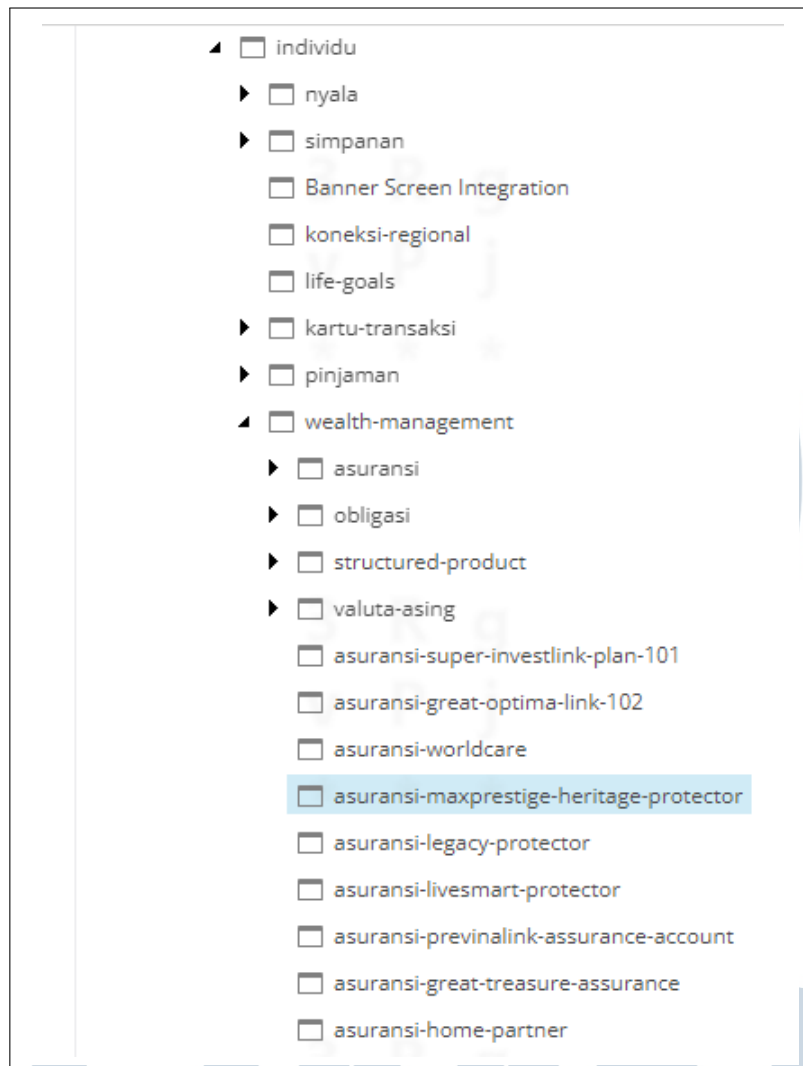 individu
nyala
simpanan
Banner Screen Integration
koneksi-regional
life-goals
kartu-transaksi
pinjaman
wealth-management
asuransi
obligasi
structured-product
valuta-asing
asuransi-super-investlink-plan-101
asuransi-great-optima-link-102
asuransi-worldcare
asuransi-maxprestige-heritage-protector
asuransi-legacy-protector
asuransi-livesmart-protector
asuransi-previnalink-assurance-account
asuransi-great-treasure-assurance
asuransi-home-partner